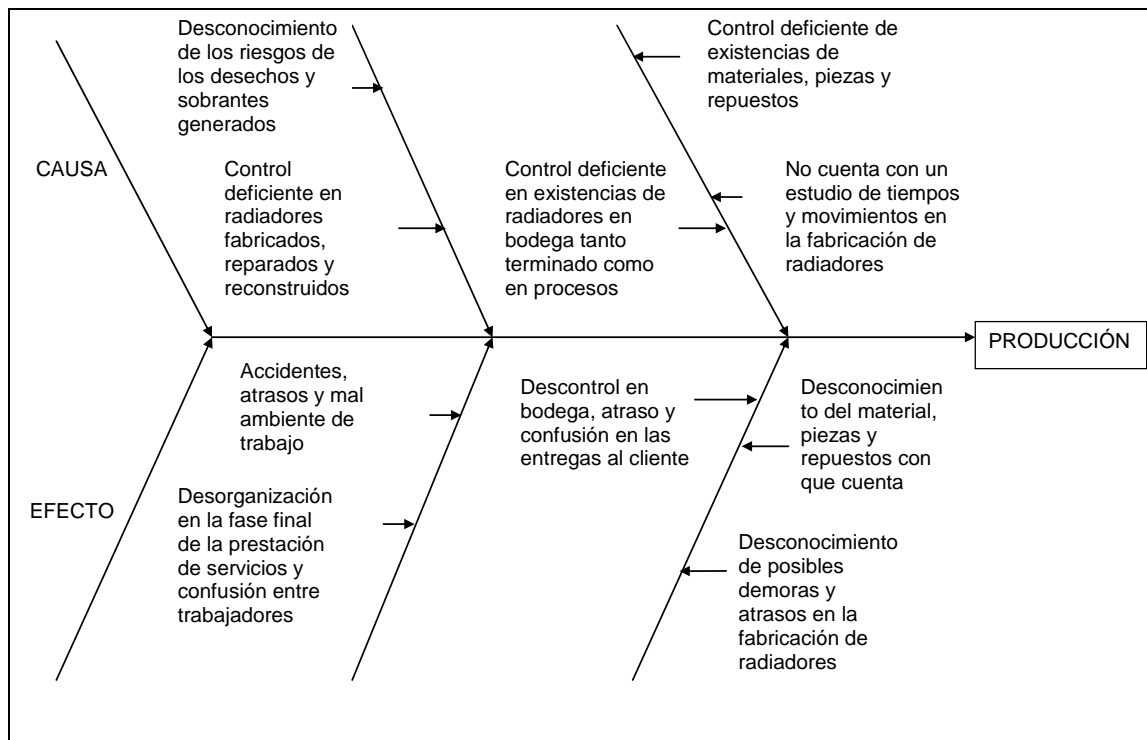 Desconocimiento
de los riesgos de
los desechos y
sobrantes
generados
Control deficiente de
existencias de
materiales, piezas y
repuestos
CAUSA
Control
deficiente en
radiadores
fabricados,
reparados y
reconstruidos
Control deficiente
en existencias de
radiadores en
bodega tanto
terminado como
en procesos
No cuenta con un
estudio de tiempos
y movimientos en
la fabricación de
radiadores
PRODUCCIÓN
Accidentes,
atrasos y mal
ambiente de
trabajo
Descontrol en
bodega, atraso y
confusión en las
entregas al cliente
Desconocimien
to del material,
piezas y
repuestos con
que cuenta
EFECTO
Desorganización
en la fase final
de la prestación
de servicios y
confusión entre
trabajadores
Desconocimiento
de posibles
demoras y
atrasos en la
fabricación de
radiadores